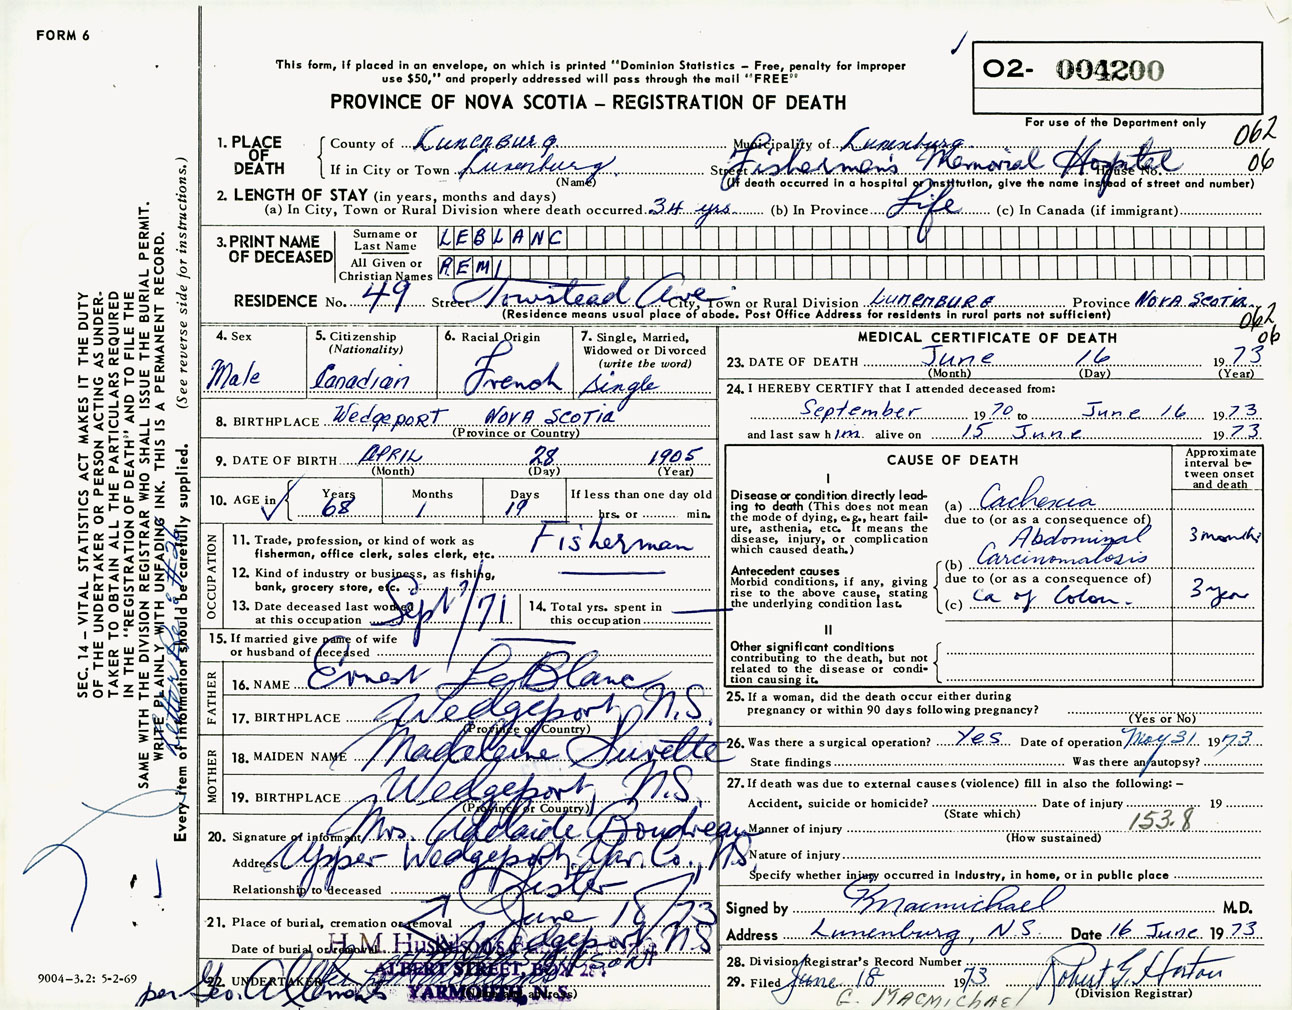 FORM 6
This form, if placed in an envelope, on which is printed "Dominion Statistics – Free, penalty for improper
use $50," and properly addressed will pass through the mail "FREE"
PROVINCE OF NOVA SCOTIA – REGISTRATION OF DEATH
O2- 004200
For use of the Department only
062
06
1. PLACE OF DEATH
County of Lunenburg Municipality of Lunenburg
If in City or Town Lunenburg Street Fishermen's Memorial Hospital House No.
(Name) (If death occurred in a hospital or institution, give the name instead of street and number)
2. LENGTH OF STAY (in years, months and days)
(a) In City, Town or Rural Division where death occurred 34 yrs. (b) In Province Life (c) In Canada (if immigrant)
3. PRINT NAME OF DECEASED
Surname or Last Name LEBLANC
All Given or Christian Names REMI
RESIDENCE No. 49 Street Townstead Ave City, Town or Rural Division LUNENBURG Province NOVA SCOTIA
(Residence means usual place of abode. Post Office Address for residents in rural parts not sufficient)
062
06
4. Sex
Male
5. Citizenship
(Nationality)
Canadian
6. Racial Origin
French
7. Single, Married,
Widowed or Divorced
(write the word)
Single
8. BIRTHPLACE Wedgeport NOVA SCOTIA
(Province or Country)
9. DATE OF BIRTH APRIL 28 1905
(Month) (Day) (Year)
10. AGE in Years Months Days If less than one day old
68 1 19 hrs. or min.
OCCUPATION
11. Trade, profession, or kind of work as
fisherman, office clerk, sales clerk, etc. Fisherman
12. Kind of industry or business, as fishing,
bank, grocery store, etc.
13. Date deceased last worked
at this occupation Sept/71
14. Total yrs. spent in
this occupation
15. If married give name of wife
or husband of deceased
FATHER
16. NAME Ernest LeBlanc
17. BIRTHPLACE Wedgeport, N.S.
(Province or Country)
MOTHER
18. MAIDEN NAME Madeleine Surette
19. BIRTHPLACE Wedgeport, N.S.
(Province or Country)
20. Signature of informant Mrs. Adelaide Boudreau
Address Upper Wedgeport, Yar. Co., N.S
Relationship to deceased Sister
21. Place of burial, cremation or removal June 18/73
Date of burial or removal Wedgeport NS
22. UNDERTAKER
ALBERT STREET, BOX
YARMOUTH, N.S.
per Geo.
MEDICAL CERTIFICATE OF DEATH
23. DATE OF DEATH June 16 1973
(Month) (Day) (Year)
24. I HEREBY CERTIFY that I attended deceased from:
September 1970 to June 16 1973
and last saw him alive on 15 June 1973
CAUSE OF DEATH
Approximate
interval be-
tween onset
and death
I
Disease or condition directly lead-
ing to death (This does not mean
the mode of dying, e.g., heart fail-
ure, asthenia, etc. It means the
disease, injury, or complication
which caused death.)
(a) Cachexia
due to (or as a consequence of)
Antecedent causes
Morbid conditions, if any, giving
rise to the above cause, stating
the underlying condition last.
Abdominal
(b) Carcinomatosis 3 months
due to (or as a consequence of)
(c) Ca of Colon. 3 year
II
Other significant conditions
contributing to the death, but not
related to the disease or condi-
tion causing it.
25. If a woman, did the death occur either during
pregnancy or within 90 days following pregnancy?
(Yes or No)
26. Was there a surgical operation? Yes Date of operation May 31 1973
State findings Was there an autopsy?
27. If death was due to external causes (violence) fill in also the following: –
Accident, suicide or homicide? Date of injury 19
(State which)
Manner of injury 153.8
(How sustained)
Nature of injury
Specify whether injury occurred in industry, in home, or in public place
Signed by Macmichael M.D.
Address Lunenburg, N.S. Date 16 June 1973
28. Division Registrar's Record Number
29. Filed June 18 1973 Robert G. Horton
(Division Registrar)
G. MACMICHAEL
SEC. 14 – VITAL STATISTICS ACT MAKES IT THE DUTY
OF THE UNDERTAKER OR PERSON ACTING AS UNDER-
TAKER TO OBTAIN ALL THE PARTICULARS REQUIRED
IN THE "REGISTRATION OF DEATH" AND TO FILE THE
SAME WITH THE DIVISION REGISTRAR WHO SHALL ISSUE THE BURIAL PERMIT.
WRITE PLAINLY WITH UNFADING INK. THIS IS A PERMANENT RECORD.
Every item of information should be carefully supplied. (See reverse side for instructions.)
9004–3.2: 5-2-69